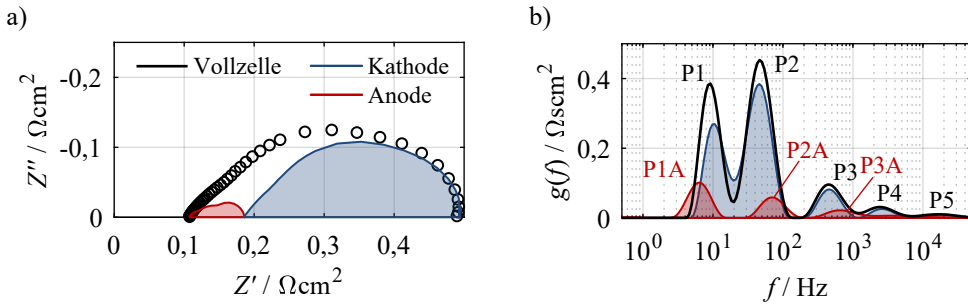 a)
-0,2
-0,1
0
Z'' / Ωcm²
Vollzelle
Kathode
Anode
0
0,1
0,2
0,3
0,4
Z' / Ωcm²
b)
0,4
0,2
0
g(f) / Ωscm²
P1
P2
P1A
P2A
P3
P3A
P4
P5
10⁰
10¹
10²
10³
10⁴
f / Hz